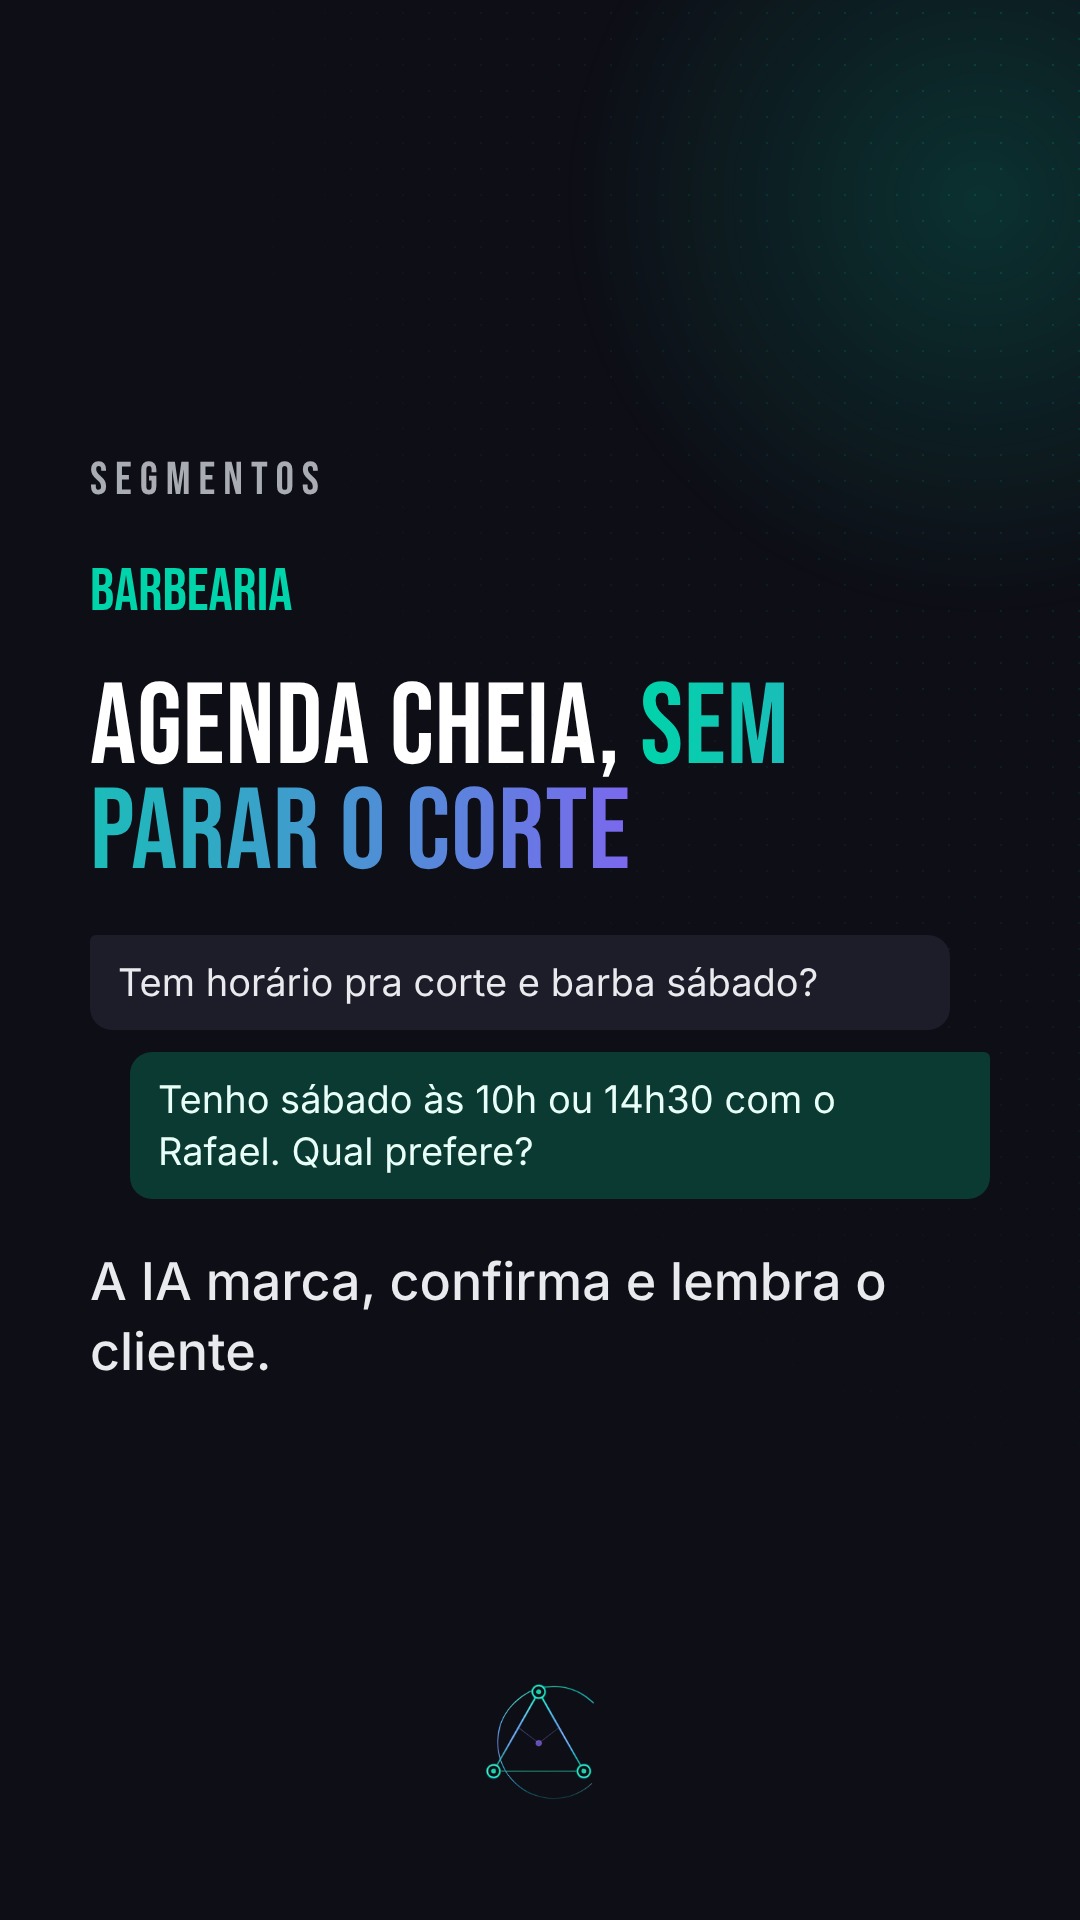 SEGMENTOS
BARBEARIA
AGENDA CHEIA, SEM
PARAR O CORTE
Tem horário pra corte e barba sábado?
Tenho sábado às 10h ou 14h30 com o
Rafael. Qual prefere?
A IA marca, confirma e lembra o
cliente.